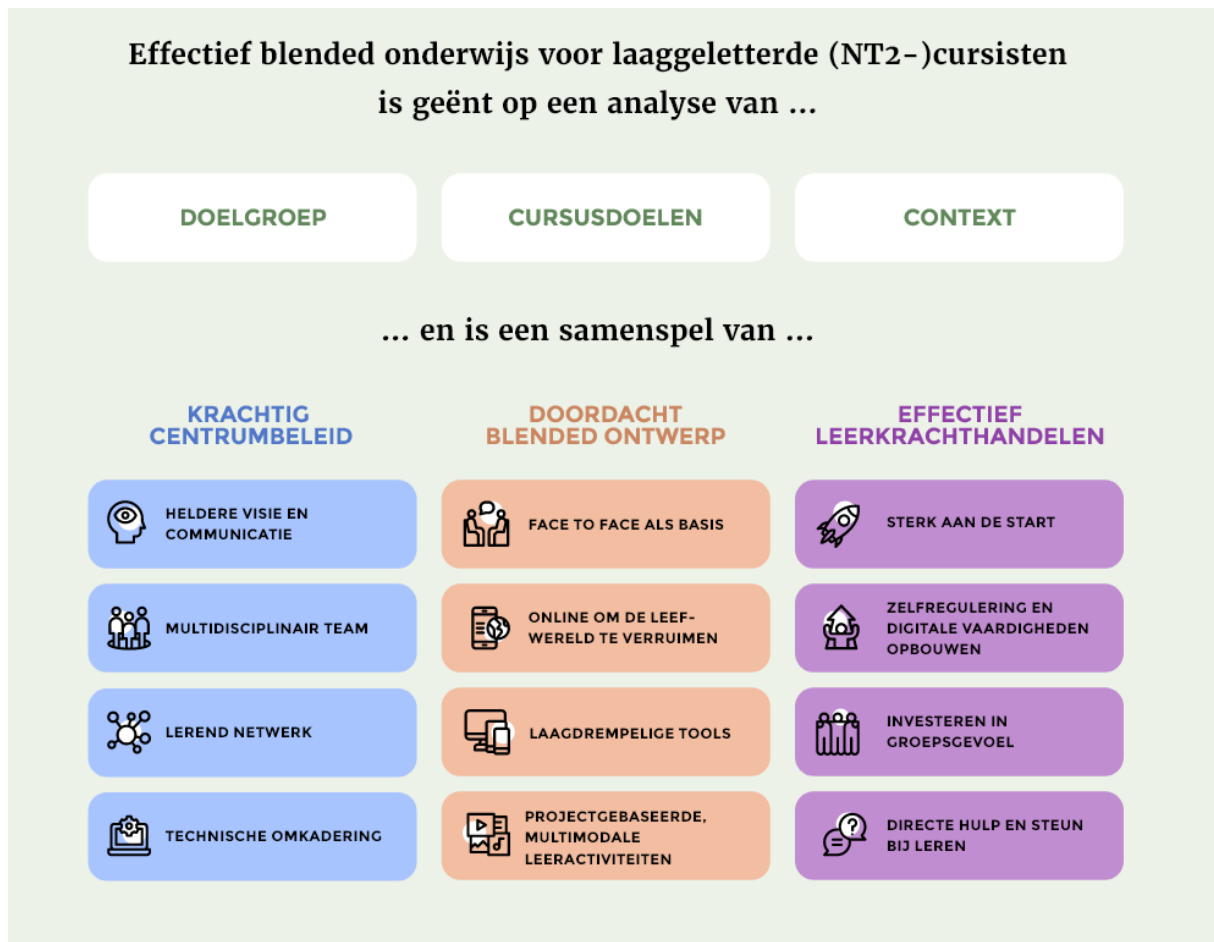 Effectief blended onderwijs voor laaggeletterde (NT2-)cursisten
is geënt op een analyse van ...
DOELGROEP
CURSUSDOELEN
CONTEXT
... en is een samenspel van ...
KRACHTIG
CENTRUMBELEID
HELDERE VISIE EN
COMMUNICATIE
MULTIDISCIPLINAIR TEAM
LEREND NETWERK
TECHNISCHE OMKADERING
DOORDACHT
BLENDED ONTWERP
FACE TO FACE ALS BASIS
ONLINE OM DE LEEF-
WERELD TE VERRUIMEN
LAAGDREMPELIGE TOOLS
PROJECTGEBASEERDE,
MULTIMODALE
LEERACTIVITEITEN
EFFECTIEF
LEERKRACHTHANDELEN
STERK AAN DE START
ZELFREGULERING EN
DIGITALE VAARDIGHEDEN
OPBOUWEN
INVESTEREN IN
GROEPSGEVOEL
DIRECTE HULP EN STEUN
BIJ LEREN